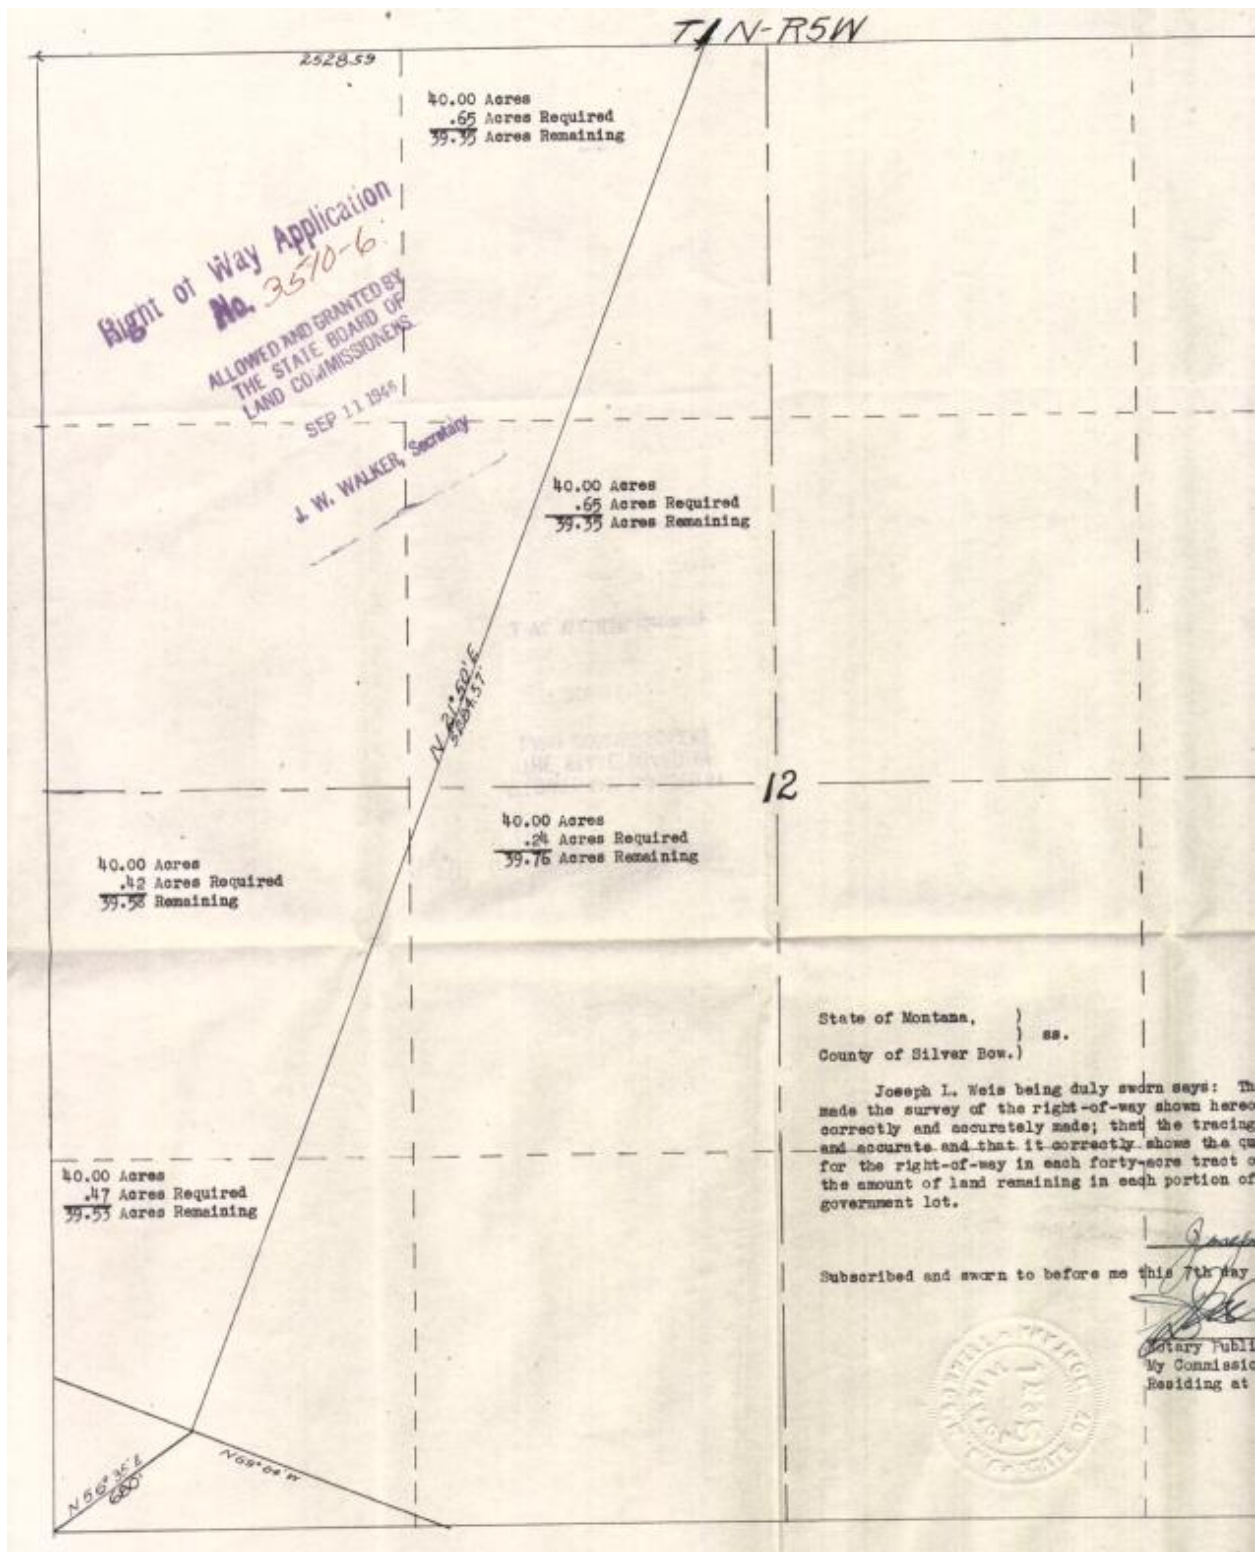 T1N-R5W
2528.59
40.00 Acres
.65 Acres Required
39.35 Acres Remaining
Right of Way Application
No. 3510-6
ALLOWED AND GRANTED BY
THE STATE BOARD OF
LAND COMMISSIONERS
SEP 11 1946
J. W. WALKER, Secretary
40.00 Acres
.65 Acres Required
39.35 Acres Remaining
N 21° 50' E
12
40.00 Acres
.24 Acres Required
39.76 Acres Remaining
40.00 Acres
.42 Acres Required
39.58 Remaining
State of Montana, )
) ss.
County of Silver Bow.)
Joseph L. Weis being duly sworn says: Th
made the survey of the right-of-way shown hereo
correctly and accurately made; that the tracing
and accurate and that it correctly shows the qu
for the right-of-way in each forty-acre tract o
the amount of land remaining in each portion of
government lot.
40.00 Acres
.47 Acres Required
39.53 Acres Remaining
Joseph
Subscribed and sworn to before me this 7th day
Notary Publi
My Commissio
Residing at
N 56° 35' E
660'
N 69° 04' W
SEAL